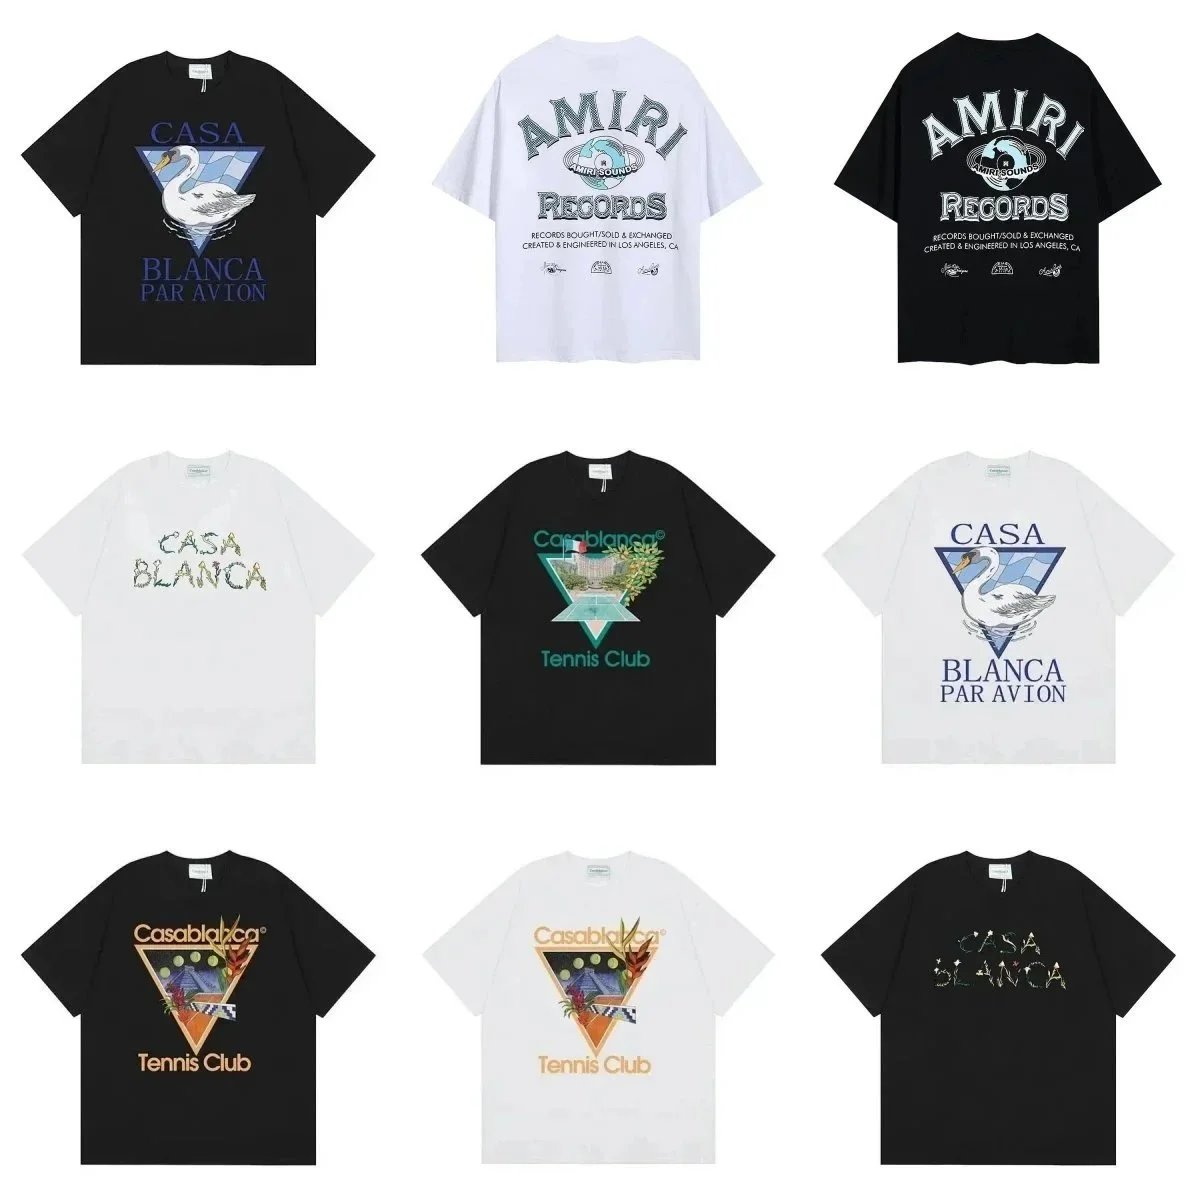 CASA
BLANCA
PAR AVION
AMIRI
AMIRI SOUNDS
RECORDS
RECORDS BOUGHT/SOLD & EXCHANGED
CREATED & ENGINEERED IN LOS ANGELES, CA
AMIRI
AMIRI SOUNDS
RECORDS
RECORDS BOUGHT/SOLD & EXCHANGED
CREATED & ENGINEERED IN LOS ANGELES, CA
CASA
BLANCA
Casablanca©
Tennis Club
CASA
BLANCA
PAR AVION
Casablanca©
Tennis Club
Casablanca©
Tennis Club
CASA
BLANCA